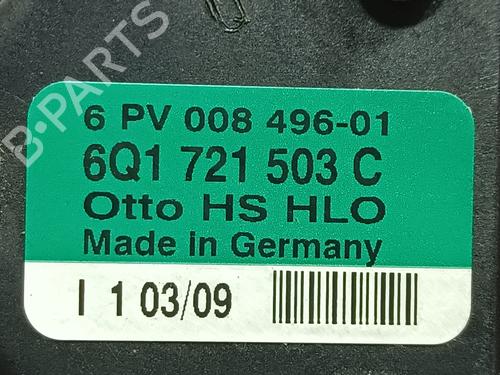 B-PARTS
6 PV 008 496-01
6Q1 721 503 C
Otto HS HLO
Made in Germany
I 1 03/09